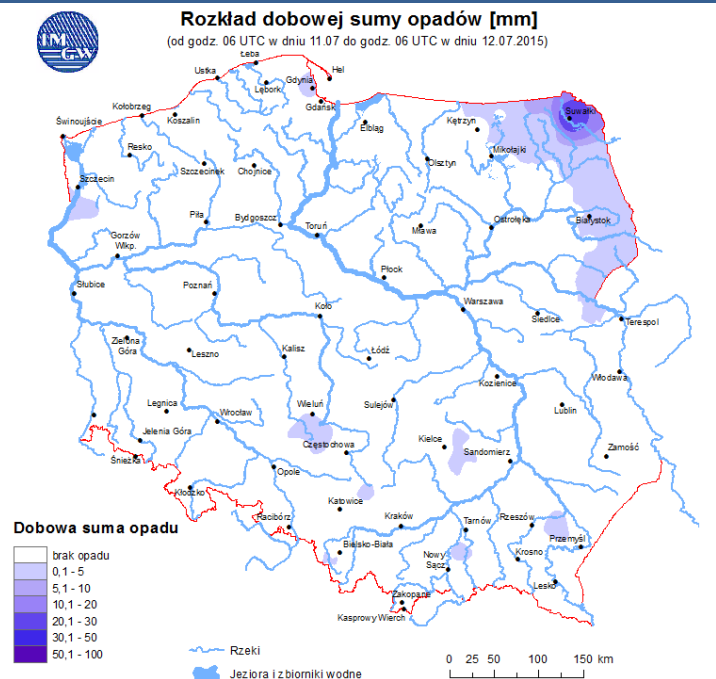 Rozkład dobowej sumy opadów [mm]
(od godz. 06 UTC w dniu 11.07 do godz. 06 UTC w dniu 12.07.2015)
IM
GW
Łeba
Ustka
Hel
Gdynia
Lębork
Gdańsk
Kołobrzeg
Koszalin
Świnoujście
Elbląg
Kętrzyn
Suwałki
Resko
Szczecinek
Chojnice
Olsztyn
Mikołajki
Szczecin
Piła
Bydgoszcz
Toruń
Mława
Ostrołęka
Białystok
Gorzów
Wlkp.
Płock
Słubice
Poznań
Koło
Warszawa
Siedlce
Terespol
Zielona
Góra
Leszno
Kalisz
Łódź
Kozienice
Włodawa
Legnica
Wrocław
Wieluń
Sulejów
Lublin
Jelenia Góra
Częstochowa
Kielce
Sandomierz
Zamość
Śnieżka
Opole
Kłodzko
Katowice
Racibórz
Kraków
Tarnów
Rzeszów
Przemyśl
Bielsko-Biała
Nowy
Sącz
Krosno
Lesko
Zakopane
Kasprowy Wierch
Dobowa suma opadu
brak opadu
0,1 - 5
5,1 - 10
10,1 - 20
20,1 - 30
30,1 - 50
50,1 - 100
Rzeki
Jeziora i zbiorniki wodne
0 25 50 100 150 km